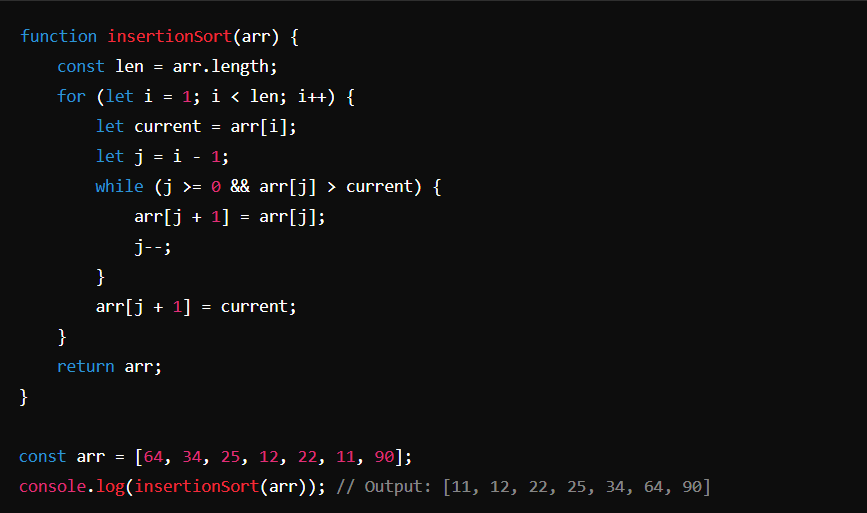 function insertionSort(arr) {
    const len = arr.length;
    for (let i = 1; i < len; i++) {
        let current = arr[i];
        let j = i - 1;
        while (j >= 0 && arr[j] > current) {
            arr[j + 1] = arr[j];
            j--;
        }
        arr[j + 1] = current;
    }
    return arr;
}

const arr = [64, 34, 25, 12, 22, 11, 90];
console.log(insertionSort(arr)); // Output: [11, 12, 22, 25, 34, 64, 90]